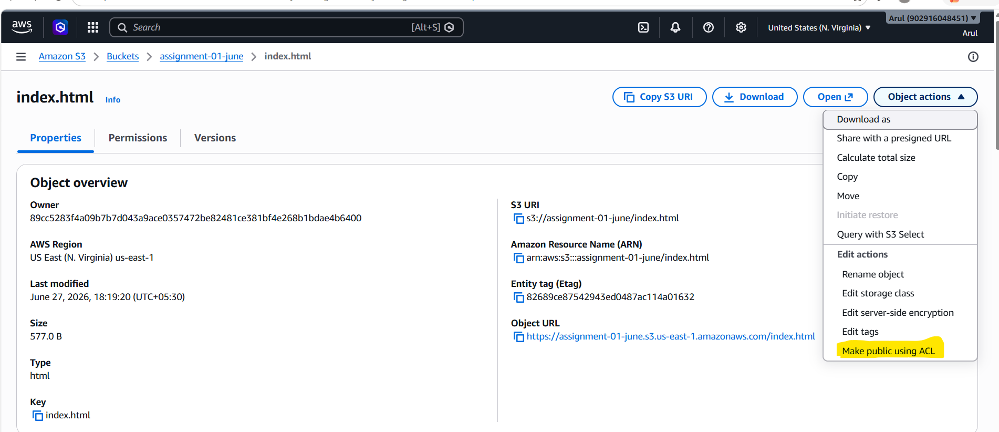 aws
Search [Alt+S]
United States (N. Virginia)
Arul (902916048451)
Arul
Amazon S3 > Buckets > assignment-01-june > index.html
index.html Info
Copy S3 URI
Download
Open
Object actions
Download as
Share with a presigned URL
Calculate total size
Copy
Move
Initiate restore
Query with S3 Select
Edit actions
Rename object
Edit storage class
Edit server-side encryption
Edit tags
Make public using ACL
Properties
Permissions
Versions
Object overview
Owner
89cc5283f4a09b7b7d043a9ace0357472be82481ce381bf4e268b1bdae4b6400
AWS Region
US East (N. Virginia) us-east-1
Last modified
June 27, 2026, 18:19:20 (UTC+05:30)
Size
577.0 B
Type
html
Key
index.html
S3 URI
s3://assignment-01-june/index.html
Amazon Resource Name (ARN)
arn:aws:s3:::assignment-01-june/index.html
Entity tag (Etag)
82689ce87542943ed0487ac114a01632
Object URL
https://assignment-01-june.s3.us-east-1.amazonaws.com/index.html